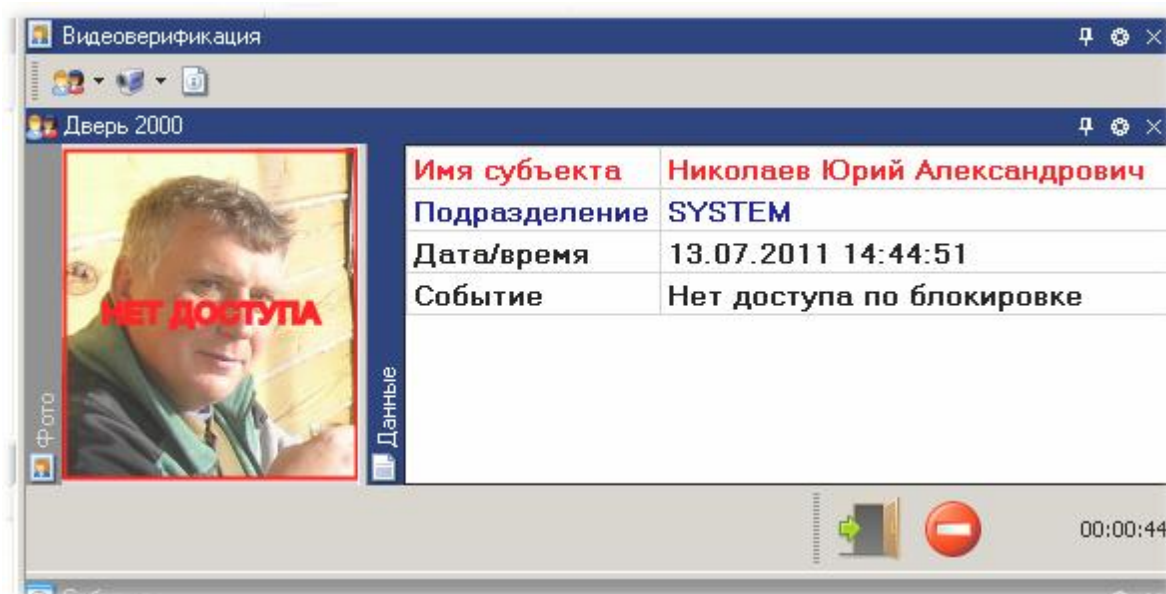 Видеоверификация
Дверь 2000
Фото
НЕТ ДОСТУПА
Данные
Имя субъекта Николаев Юрий Александрович
Подразделение SYSTEM
Дата/время 13.07.2011 14:44:51
Событие Нет доступа по блокировке
00:00:44